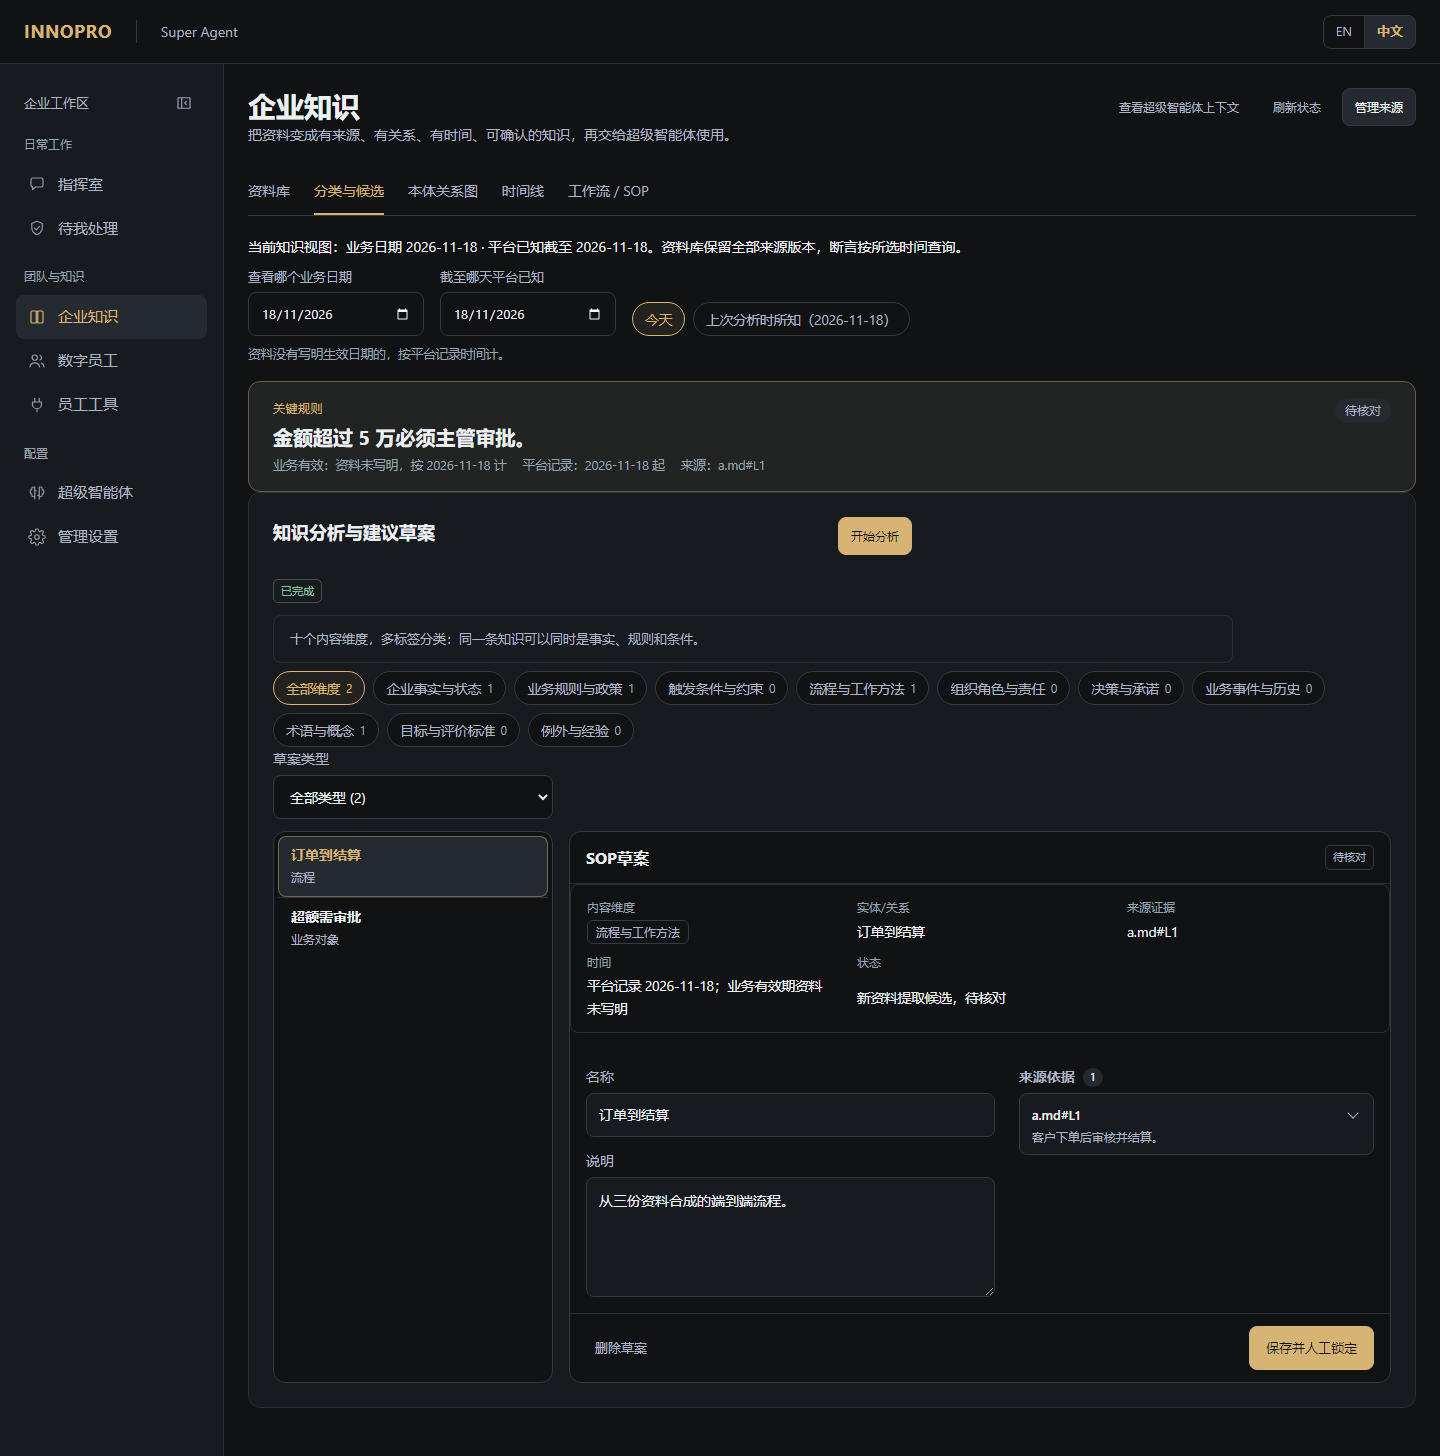 INNOPRO
Super Agent
EN
中文
企业工作区
日常工作
指挥室
待我处理
团队与知识
企业知识
数字员工
员工工具
配置
超级智能体
管理设置
企业知识
把资料变成有来源、有关系、有时间、可确认的知识，再交给超级智能体使用。
查看超级智能体上下文
刷新状态
管理来源
资料库
分类与候选
本体关系图
时间线
工作流 / SOP
当前知识视图：业务日期 2026-11-18 · 平台已知截至 2026-11-18。资料库保留全部来源版本，断言按所选时间查询。
查看哪个业务日期
截至哪天平台已知
18/11/2026
18/11/2026
今天
上次分析时所知（2026-11-18）
资料没有写明生效日期的，按平台记录时间计。
关键规则
待核对
金额超过 5 万必须主管审批。
业务有效：资料未写明，按 2026-11-18 计 平台记录：2026-11-18 起 来源：a.md#L1
知识分析与建议草案
开始分析
已完成
十个内容维度，多标签分类：同一条知识可以同时是事实、规则和条件。
全部维度 2
企业事实与状态 1
业务规则与政策 1
触发条件与约束 0
流程与工作方法 1
组织角色与责任 0
决策与承诺 0
业务事件与历史 0
术语与概念 1
目标与评价标准 0
例外与经验 0
草案类型
全部类型 (2)
订单到结算
流程
超额需审批
业务对象
SOP草案
待核对
内容维度
实体/关系
来源证据
流程与工作方法
订单到结算
a.md#L1
时间
状态
平台记录 2026-11-18；业务有效期资料
未写明
新资料提取候选，待核对
名称
来源依据 1
订单到结算
a.md#L1
客户下单后审核并结算。
说明
从三份资料合成的端到端流程。
删除草案
保存并人工锁定